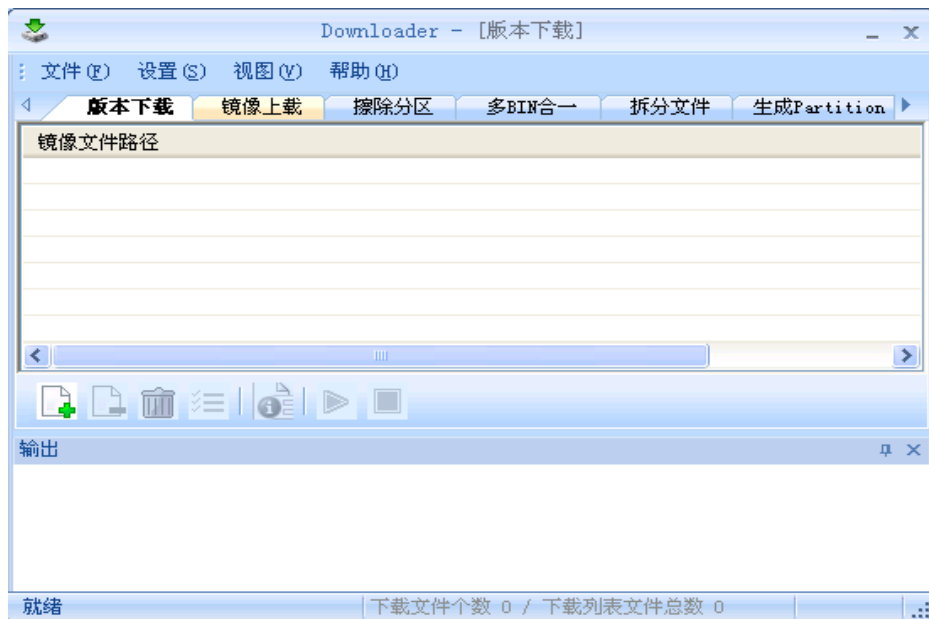 Downloader - [版本下载]
文件(F) 设置(S) 视图(V) 帮助(H)
版本下载 镜像上载 擦除分区 多BIN合一 拆分文件 生成Partition
镜像文件路径
输出
就绪 下载文件个数 0 / 下载列表文件总数 0